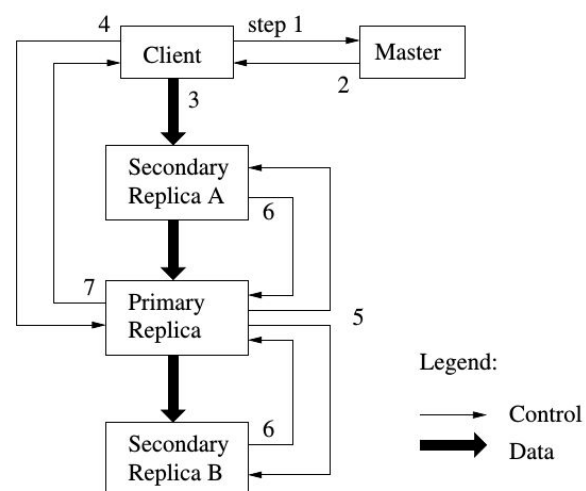 4
step 1
Client
Master
2
3
Secondary
Replica A
6
7
Primary
Replica
5
Legend:
Control
6
Secondary
Replica B
Data